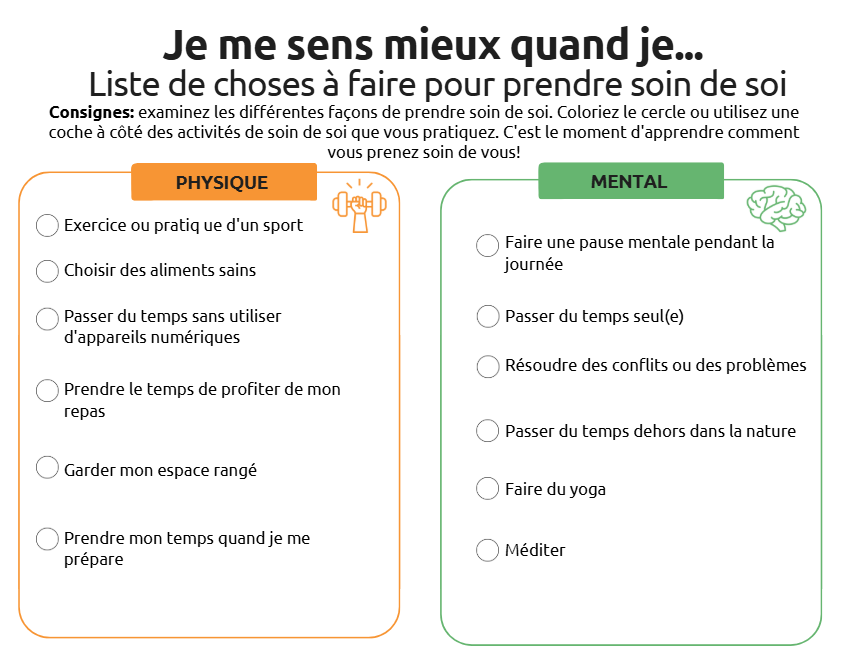 Je me sens mieux quand je...
Liste de choses à faire pour prendre soin de soi
Consignes: examinez les différentes façons de prendre soin de soi. Coloriez le cercle ou utilisez une
coche à côté des activités de soin de soi que vous pratiquez. C'est le moment d'apprendre comment
vous prenez soin de vous!
PHYSIQUE
Exercice ou pratiq ue d'un sport
Choisir des aliments sains
Passer du temps sans utiliser
d'appareils numériques
Prendre le temps de profiter de mon
repas
Garder mon espace rangé
Prendre mon temps quand je me
prépare
MENTAL
Faire une pause mentale pendant la
journée
Passer du temps seul(e)
Résoudre des conflits ou des problèmes
Passer du temps dehors dans la nature
Faire du yoga
Méditer